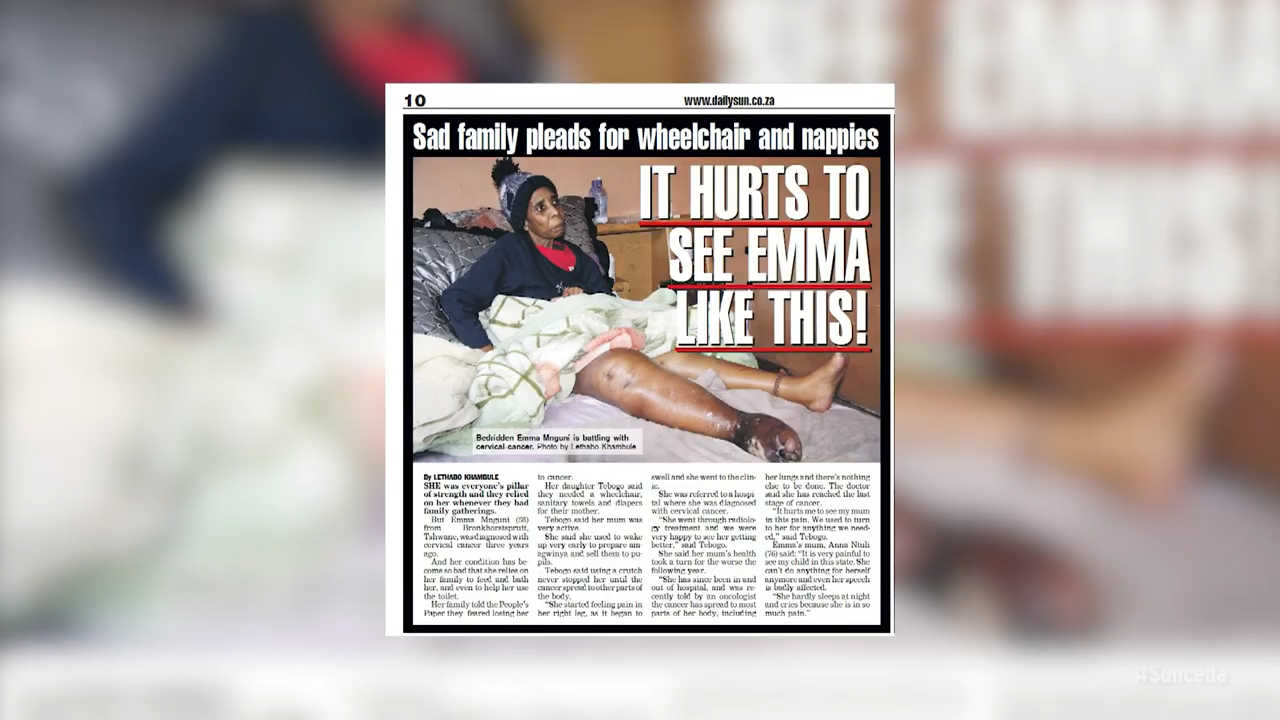 10
www.dailysun.co.za
Sad family pleads for wheelchair and nappies
IT HURTS TO
SEE EMMA
LIKE THIS!
Bedridden Emma Mnguni is battling with
cervical cancer. Photo by Lethabo Khambule
By LETHABO KHAMBULE
SHE was everyone's pillar
of strength and they relied
on her whenever they had
family gatherings.
But Emma Mnguni (58)
from Bronkhorstspruit,
Tshwane, was diagnosed with
cervical cancer three years
ago.
And her condition has be-
come so bad that she relies on
her family to feed and bath
her, and even to help her use
the toilet.
Her family told the People's
Paper they feared losing her
to cancer.
Her daughter Tebogo said
they needed a wheelchair,
sanitary towels and diapers
for their mother.
Tebogo said her mum was
very active.
She said she used to wake
up very early to prepare am-
agwinya and sell them to pu-
pils.
Tebogo said using a crutch
never stopped her until the
cancer spread to other parts of
the body.
"She started feeling pain in
her right leg, as it began to
swell and she went to the clin-
ic.
She was referred to a hospi-
tal where she was diagnosed
with cervical cancer.
"She went through radiolo-
gy treatment and we were
very happy to see her getting
better," said Tebogo.
She said her mum's health
took a turn for the worse the
following year.
"She has since been in and
out of hospital, and was re-
cently told by an oncologist
the cancer has spread to most
parts of her body, including
her lungs and there's nothing
else to be done. The doctor
said she has reached the last
stage of cancer.
"It hurts me to see my mum
in this pain. We used to turn
to her for anything we need-
ed," said Tebogo.
Emma's mum, Anna Ntuli
(76) said: "It is very painful to
see my child in this state. She
can't do anything for herself
anymore and even her speech
is badly affected.
"She hardly sleeps at night
and cries because she is in so
much pain."
#Sunceda